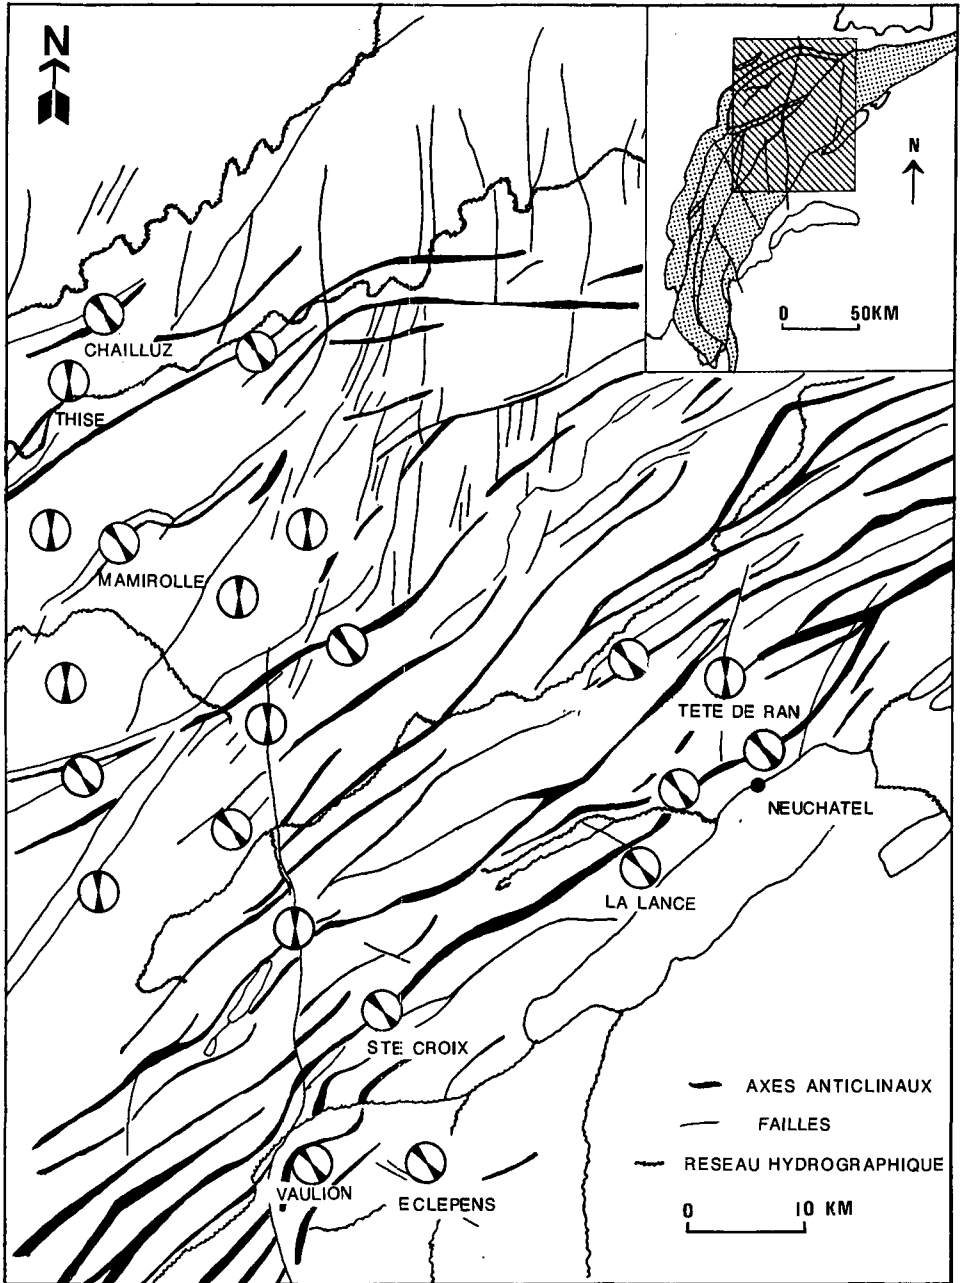 N
N
0 50KM
CHAILLUZ
THISE
MAMIROLLE
TETE DE RAN
NEUCHATEL
LA LANCE
STE CROIX
VAULION
ECLEPENS
AXES ANTICLINAUX
FAILLES
RESEAU HYDROGRAPHIQUE
0 10 KM